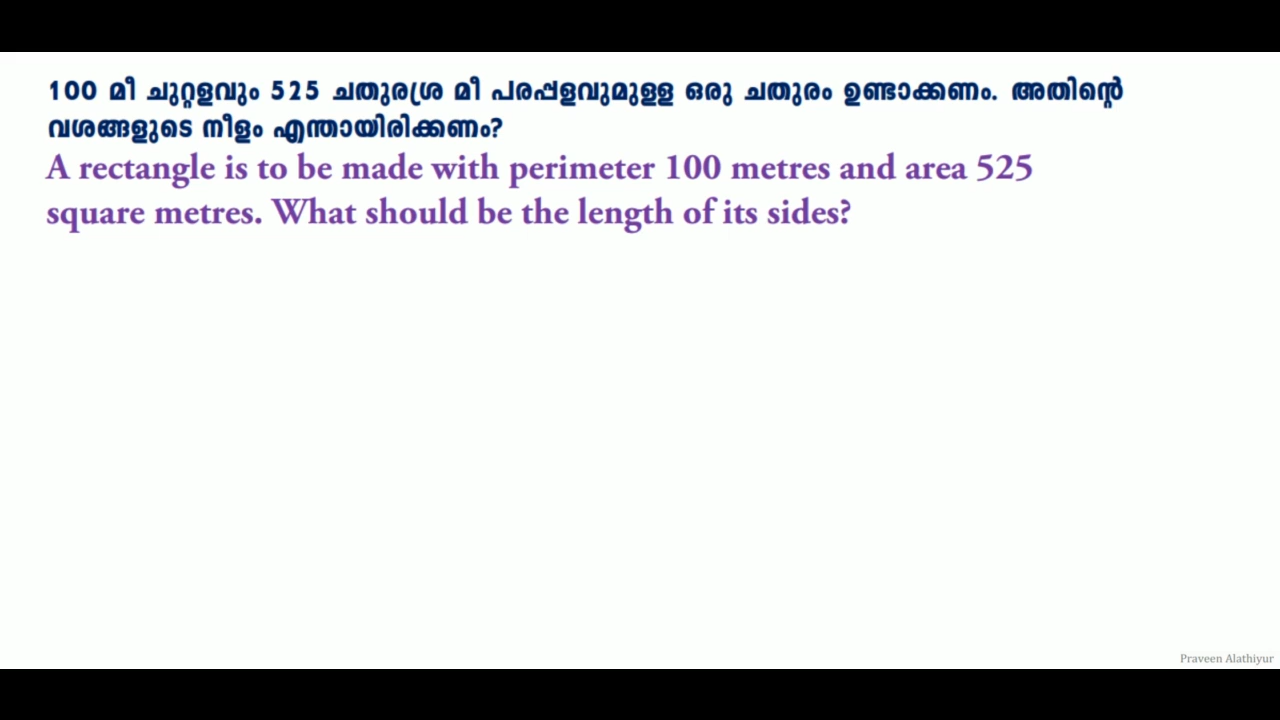 100 മീ ചുറ്റളവും 525 ചതുരശ്ര മീ പരപ്പളവുമുളള ഒരു ചതുരം ഉണ്ടാക്കണം. അതിന്റെ
വശങ്ങളുടെ നീളം എന്തായിരിക്കണം?
A rectangle is to be made with perimeter 100 metres and area 525
square metres. What should be the length of its sides?
Praveen Alathiyur